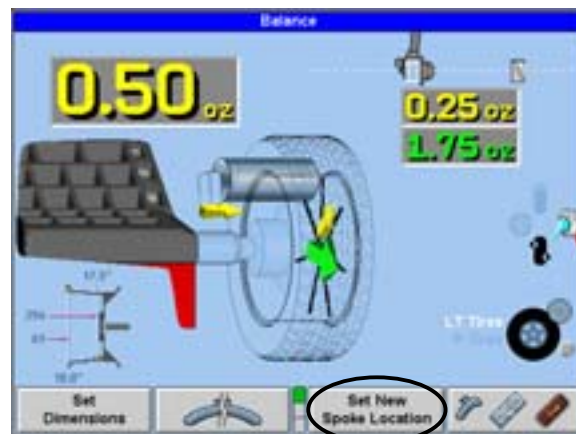 Balance
0.50 oz
0.25 oz
1.75 oz
LT Tires
Set
Dimensions
Set New
Spoke Location